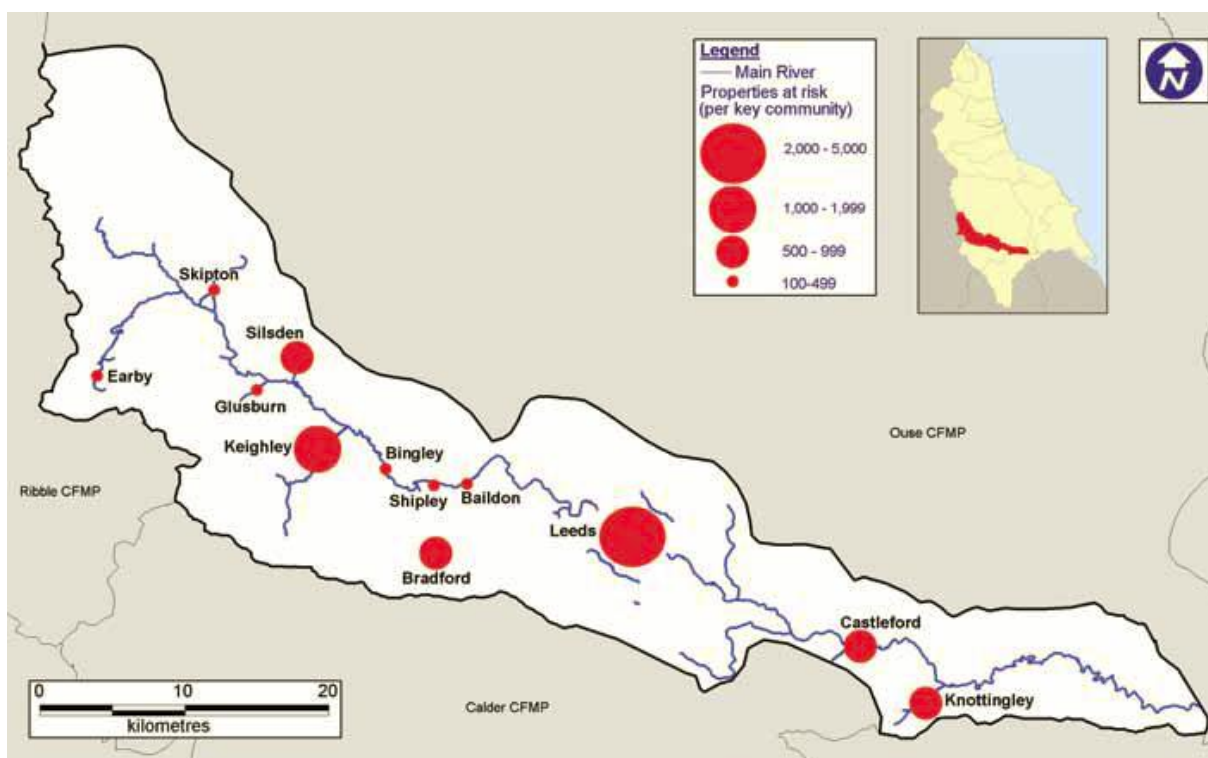 Legend
Main River
Properties at risk
(per key community)
2,000 - 5,000
1,000 - 1,999
500 - 999
100-499
N
Skipton
Silsden
Earby
Glusburn
Keighley
Bingley
Shipley
Baildon
Ouse CFMP
Ribble CFMP
Leeds
Bradford
Castleford
Knottingley
Calder CFMP
0 10 20
kilometres